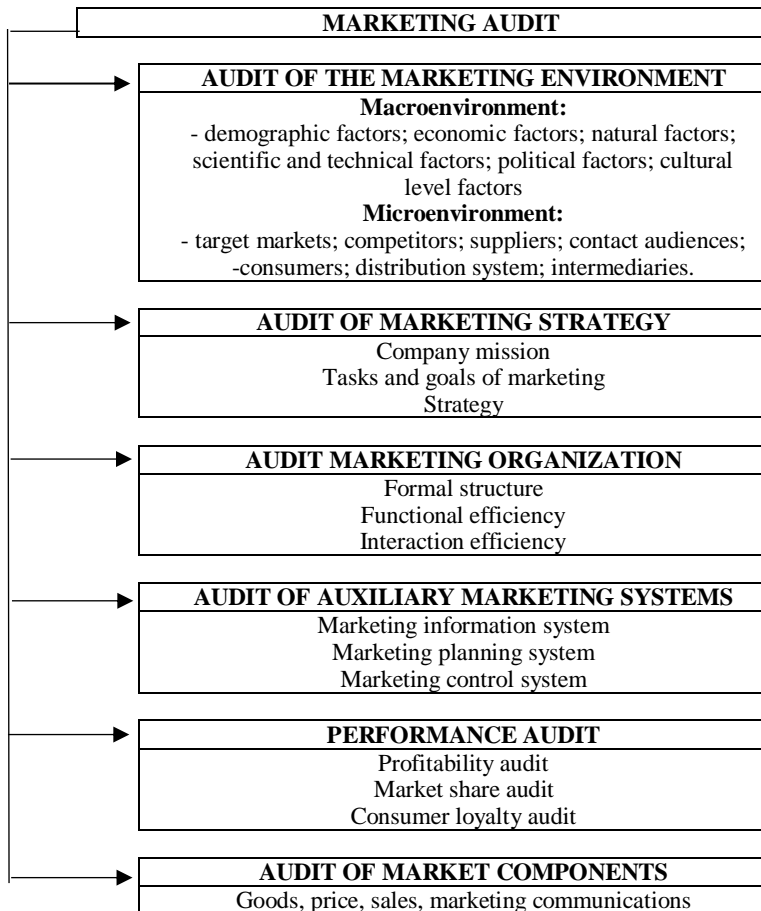 MARKETING AUDIT
AUDIT OF THE MARKETING ENVIRONMENT
Macroenvironment:
- demographic factors; economic factors; natural factors;
scientific and technical factors; political factors; cultural
level factors
Microenvironment:
- target markets; competitors; suppliers; contact audiences;
-consumers; distribution system; intermediaries.
AUDIT OF MARKETING STRATEGY
Company mission
Tasks and goals of marketing
Strategy
AUDIT MARKETING ORGANIZATION
Formal structure
Functional efficiency
Interaction efficiency
AUDIT OF AUXILIARY MARKETING SYSTEMS
Marketing information system
Marketing planning system
Marketing control system
PERFORMANCE AUDIT
Profitability audit
Market share audit
Consumer loyalty audit
AUDIT OF MARKET COMPONENTS
Goods, price, sales, marketing communications